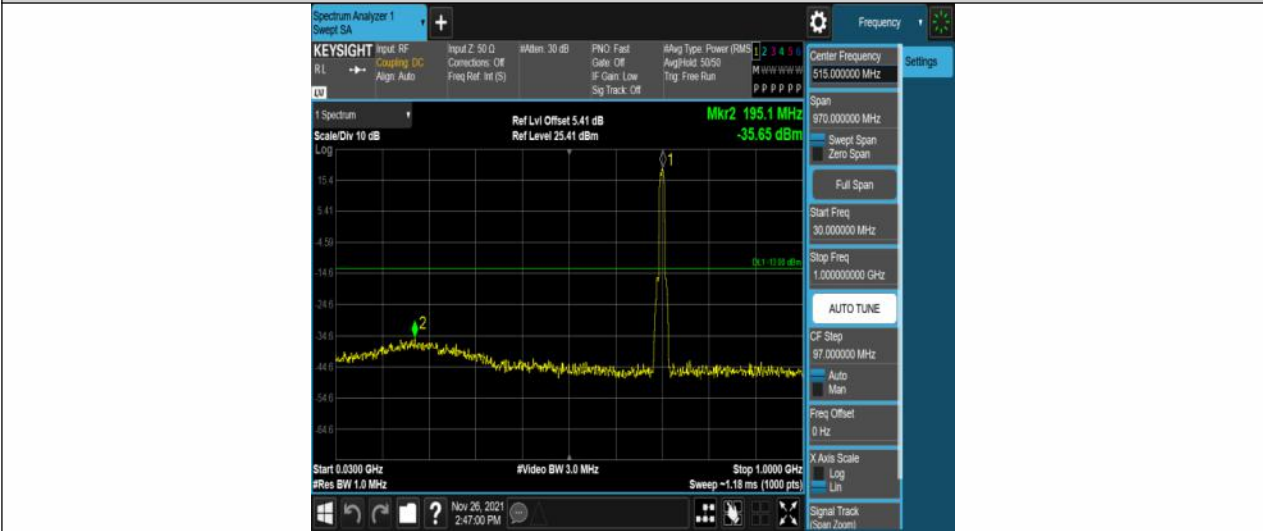 Spectrum Analyzer 1
Swept SA
+
Frequency
KEYSIGHT
RL
LV
Input: RF
Coupling: DC
Align: Auto
Input Z: 50 Ω
Corrections: Off
Freq Ref: Int (S)
#Atten: 30 dB
PNO: Fast
Gate: Off
IF Gain: Low
Sig Track: Off
#Avg Type: Power (RMS
Avg|Hold: 50/50
Trig: Free Run
1 2 3 4 5 6
M W W W W W
P P P P P P
1 Spectrum
Scale/Div 10 dB
Log
Ref Lvl Offset 5.41 dB
Ref Level 25.41 dBm
Mkr2 195.1 MHz
-35.65 dBm
1
15.4
5.41
-4.59
DL1 -13.00 dBm
-14.6
-24.6
2
-34.6
-44.6
-54.6
-64.6
Start 0.0300 GHz
#Res BW 1.0 MHz
#Video BW 3.0 MHz
Stop 1.0000 GHz
Sweep ~1.18 ms (1000 pts)
Center Frequency
515.000000 MHz
Settings
Span
970.000000 MHz
Swept Span
Zero Span
Full Span
Start Freq
30.000000 MHz
Stop Freq
1.000000000 GHz
AUTO TUNE
CF Step
97.000000 MHz
Auto
Man
Freq Offset
0 Hz
X Axis Scale
Log
Lin
Signal Track
(Span Zoom)
?
Nov 26, 2021
2:47:00 PM